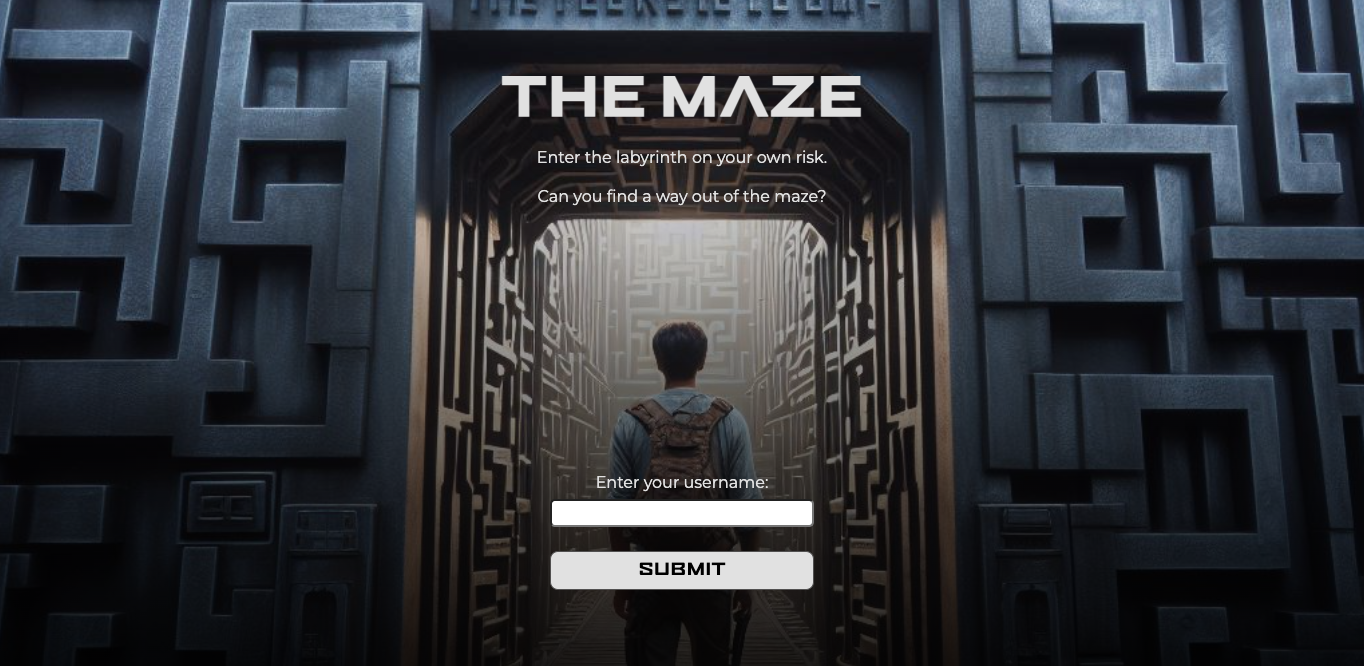 THE MAZE
Enter the labyrinth on your own risk.
Can you find a way out of the maze?
Enter your username:
SUBMIT